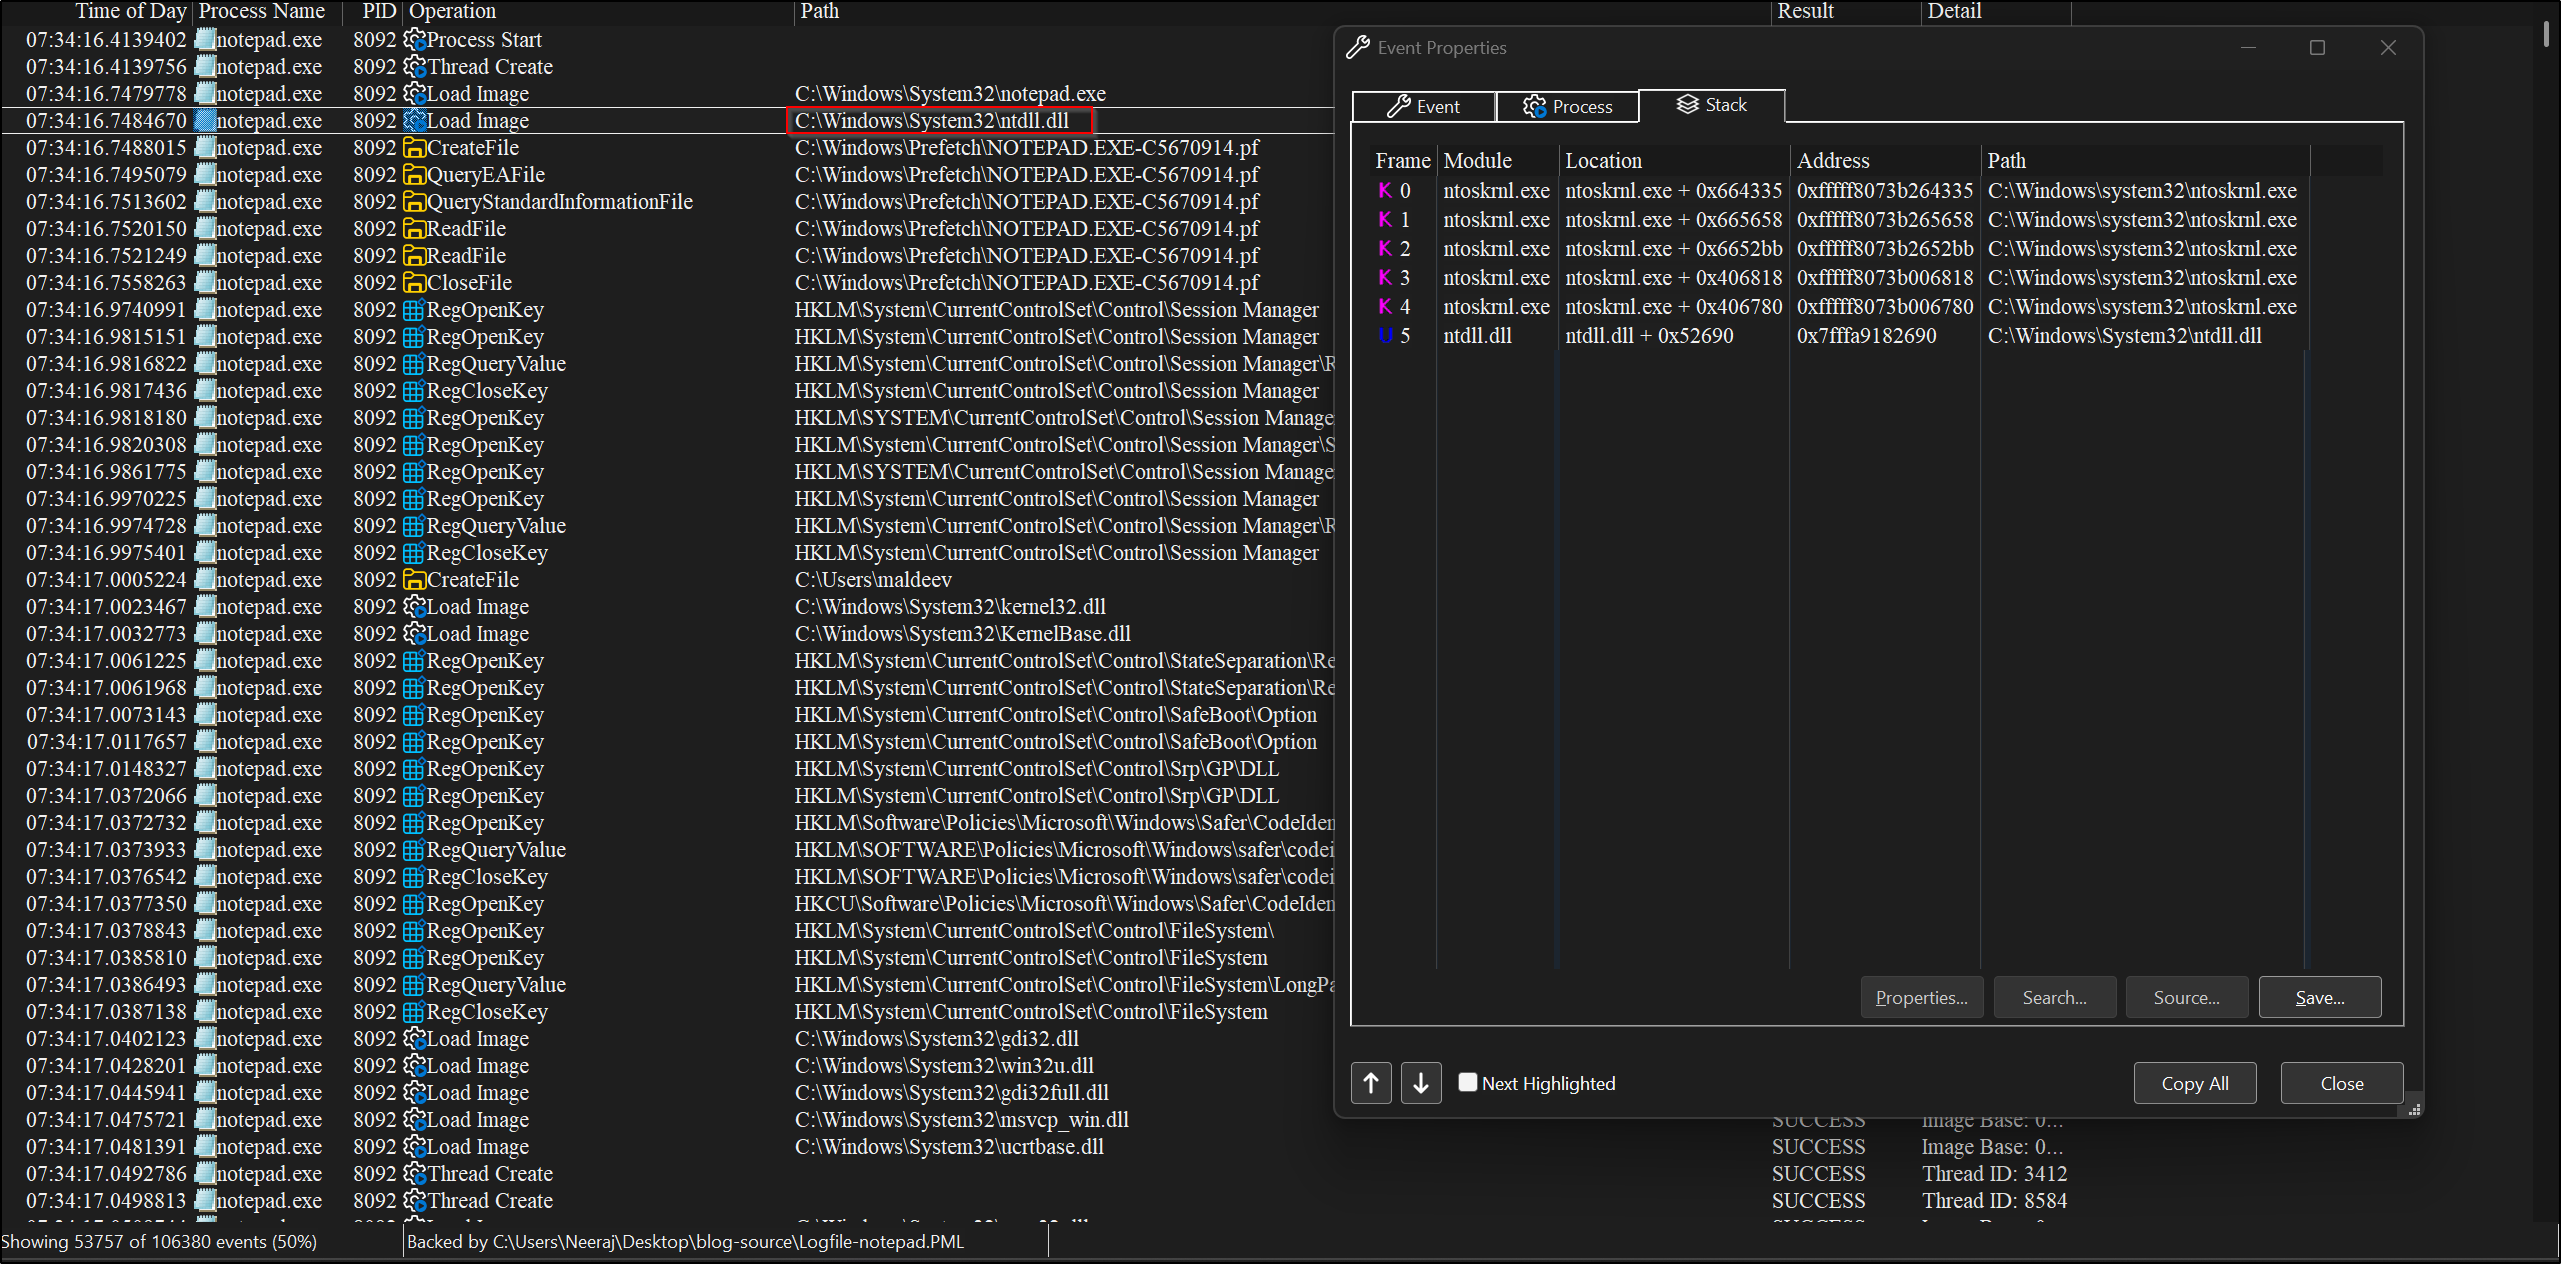 Time of Day Process Name PID Operation Path Result Detail
07:34:16.4139402 notepad.exe 8092 Process Start
07:34:16.4139756 notepad.exe 8092 Thread Create
07:34:16.7479778 notepad.exe 8092 Load Image C:\Windows\System32\notepad.exe
07:34:16.7484670 notepad.exe 8092 Load Image C:\Windows\System32\ntdll.dll
07:34:16.7488015 notepad.exe 8092 CreateFile C:\Windows\Prefetch\NOTEPAD.EXE-C5670914.pf
07:34:16.7495079 notepad.exe 8092 QueryEAFile C:\Windows\Prefetch\NOTEPAD.EXE-C5670914.pf
07:34:16.7513602 notepad.exe 8092 QueryStandardInformationFile C:\Windows\Prefetch\NOTEPAD.EXE-C5670914.pf
07:34:16.7520150 notepad.exe 8092 ReadFile C:\Windows\Prefetch\NOTEPAD.EXE-C5670914.pf
07:34:16.7521249 notepad.exe 8092 ReadFile C:\Windows\Prefetch\NOTEPAD.EXE-C5670914.pf
07:34:16.7558263 notepad.exe 8092 CloseFile C:\Windows\Prefetch\NOTEPAD.EXE-C5670914.pf
07:34:16.9740991 notepad.exe 8092 RegOpenKey HKLM\System\CurrentControlSet\Control\Session Manager
07:34:16.9815151 notepad.exe 8092 RegOpenKey HKLM\System\CurrentControlSet\Control\Session Manager
07:34:16.9816822 notepad.exe 8092 RegQueryValue HKLM\System\CurrentControlSet\Control\Session Manager\R
07:34:16.9817436 notepad.exe 8092 RegCloseKey HKLM\System\CurrentControlSet\Control\Session Manager
07:34:16.9818180 notepad.exe 8092 RegOpenKey HKLM\SYSTEM\CurrentControlSet\Control\Session Manage
07:34:16.9820308 notepad.exe 8092 RegOpenKey HKLM\System\CurrentControlSet\Control\Session Manager\S
07:34:16.9861775 notepad.exe 8092 RegOpenKey HKLM\SYSTEM\CurrentControlSet\Control\Session Manage
07:34:16.9970225 notepad.exe 8092 RegOpenKey HKLM\System\CurrentControlSet\Control\Session Manager
07:34:16.9974728 notepad.exe 8092 RegQueryValue HKLM\System\CurrentControlSet\Control\Session Manager\R
07:34:16.9975401 notepad.exe 8092 RegCloseKey HKLM\System\CurrentControlSet\Control\Session Manager
07:34:17.0005224 notepad.exe 8092 CreateFile C:\Users\maldeev
07:34:17.0023467 notepad.exe 8092 Load Image C:\Windows\System32\kernel32.dll
07:34:17.0032773 notepad.exe 8092 Load Image C:\Windows\System32\KernelBase.dll
07:34:17.0061225 notepad.exe 8092 RegOpenKey HKLM\System\CurrentControlSet\Control\StateSeparation\Re
07:34:17.0061968 notepad.exe 8092 RegOpenKey HKLM\System\CurrentControlSet\Control\StateSeparation\Re
07:34:17.0073143 notepad.exe 8092 RegOpenKey HKLM\System\CurrentControlSet\Control\SafeBoot\Option
07:34:17.0117657 notepad.exe 8092 RegOpenKey HKLM\System\CurrentControlSet\Control\SafeBoot\Option
07:34:17.0148327 notepad.exe 8092 RegOpenKey HKLM\System\CurrentControlSet\Control\Srp\GP\DLL
07:34:17.0372066 notepad.exe 8092 RegOpenKey HKLM\System\CurrentControlSet\Control\Srp\GP\DLL
07:34:17.0372732 notepad.exe 8092 RegOpenKey HKLM\Software\Policies\Microsoft\Windows\Safer\CodeIden
07:34:17.0373933 notepad.exe 8092 RegQueryValue HKLM\SOFTWARE\Policies\Microsoft\Windows\safer\codei
07:34:17.0376542 notepad.exe 8092 RegCloseKey HKLM\SOFTWARE\Policies\Microsoft\Windows\safer\codei
07:34:17.0377350 notepad.exe 8092 RegOpenKey HKCU\Software\Policies\Microsoft\Windows\Safer\CodeIden
07:34:17.0378843 notepad.exe 8092 RegOpenKey HKLM\System\CurrentControlSet\Control\FileSystem\
07:34:17.0385810 notepad.exe 8092 RegOpenKey HKLM\System\CurrentControlSet\Control\FileSystem
07:34:17.0386493 notepad.exe 8092 RegQueryValue HKLM\System\CurrentControlSet\Control\FileSystem\LongPa
07:34:17.0387138 notepad.exe 8092 RegCloseKey HKLM\System\CurrentControlSet\Control\FileSystem
07:34:17.0402123 notepad.exe 8092 Load Image C:\Windows\System32\gdi32.dll
07:34:17.0428201 notepad.exe 8092 Load Image C:\Windows\System32\win32u.dll
07:34:17.0445941 notepad.exe 8092 Load Image C:\Windows\System32\gdi32full.dll
07:34:17.0475721 notepad.exe 8092 Load Image C:\Windows\System32\msvcp_win.dll SUCCESS Image Base: 0...
07:34:17.0481391 notepad.exe 8092 Load Image C:\Windows\System32\ucrtbase.dll SUCCESS Image Base: 0...
07:34:17.0492786 notepad.exe 8092 Thread Create SUCCESS Thread ID: 3412
07:34:17.0498813 notepad.exe 8092 Thread Create SUCCESS Thread ID: 8584
Showing 53757 of 106380 events (50%) Backed by C:\Users\Neeraj\Desktop\blog-source\Logfile-notepad.PML
Event Properties
Event Process Stack
Frame Module Location Address Path
K 0 ntoskrnl.exe ntoskrnl.exe + 0x664335 0xfffff8073b264335 C:\Windows\system32\ntoskrnl.exe
K 1 ntoskrnl.exe ntoskrnl.exe + 0x665658 0xfffff8073b265658 C:\Windows\system32\ntoskrnl.exe
K 2 ntoskrnl.exe ntoskrnl.exe + 0x6652bb 0xfffff8073b2652bb C:\Windows\system32\ntoskrnl.exe
K 3 ntoskrnl.exe ntoskrnl.exe + 0x406818 0xfffff8073b006818 C:\Windows\system32\ntoskrnl.exe
K 4 ntoskrnl.exe ntoskrnl.exe + 0x406780 0xfffff8073b006780 C:\Windows\system32\ntoskrnl.exe
U 5 ntdll.dll ntdll.dll + 0x52690 0x7fffa9182690 C:\Windows\System32\ntdll.dll
Properties... Search... Source... Save...
Next Highlighted Copy All Close